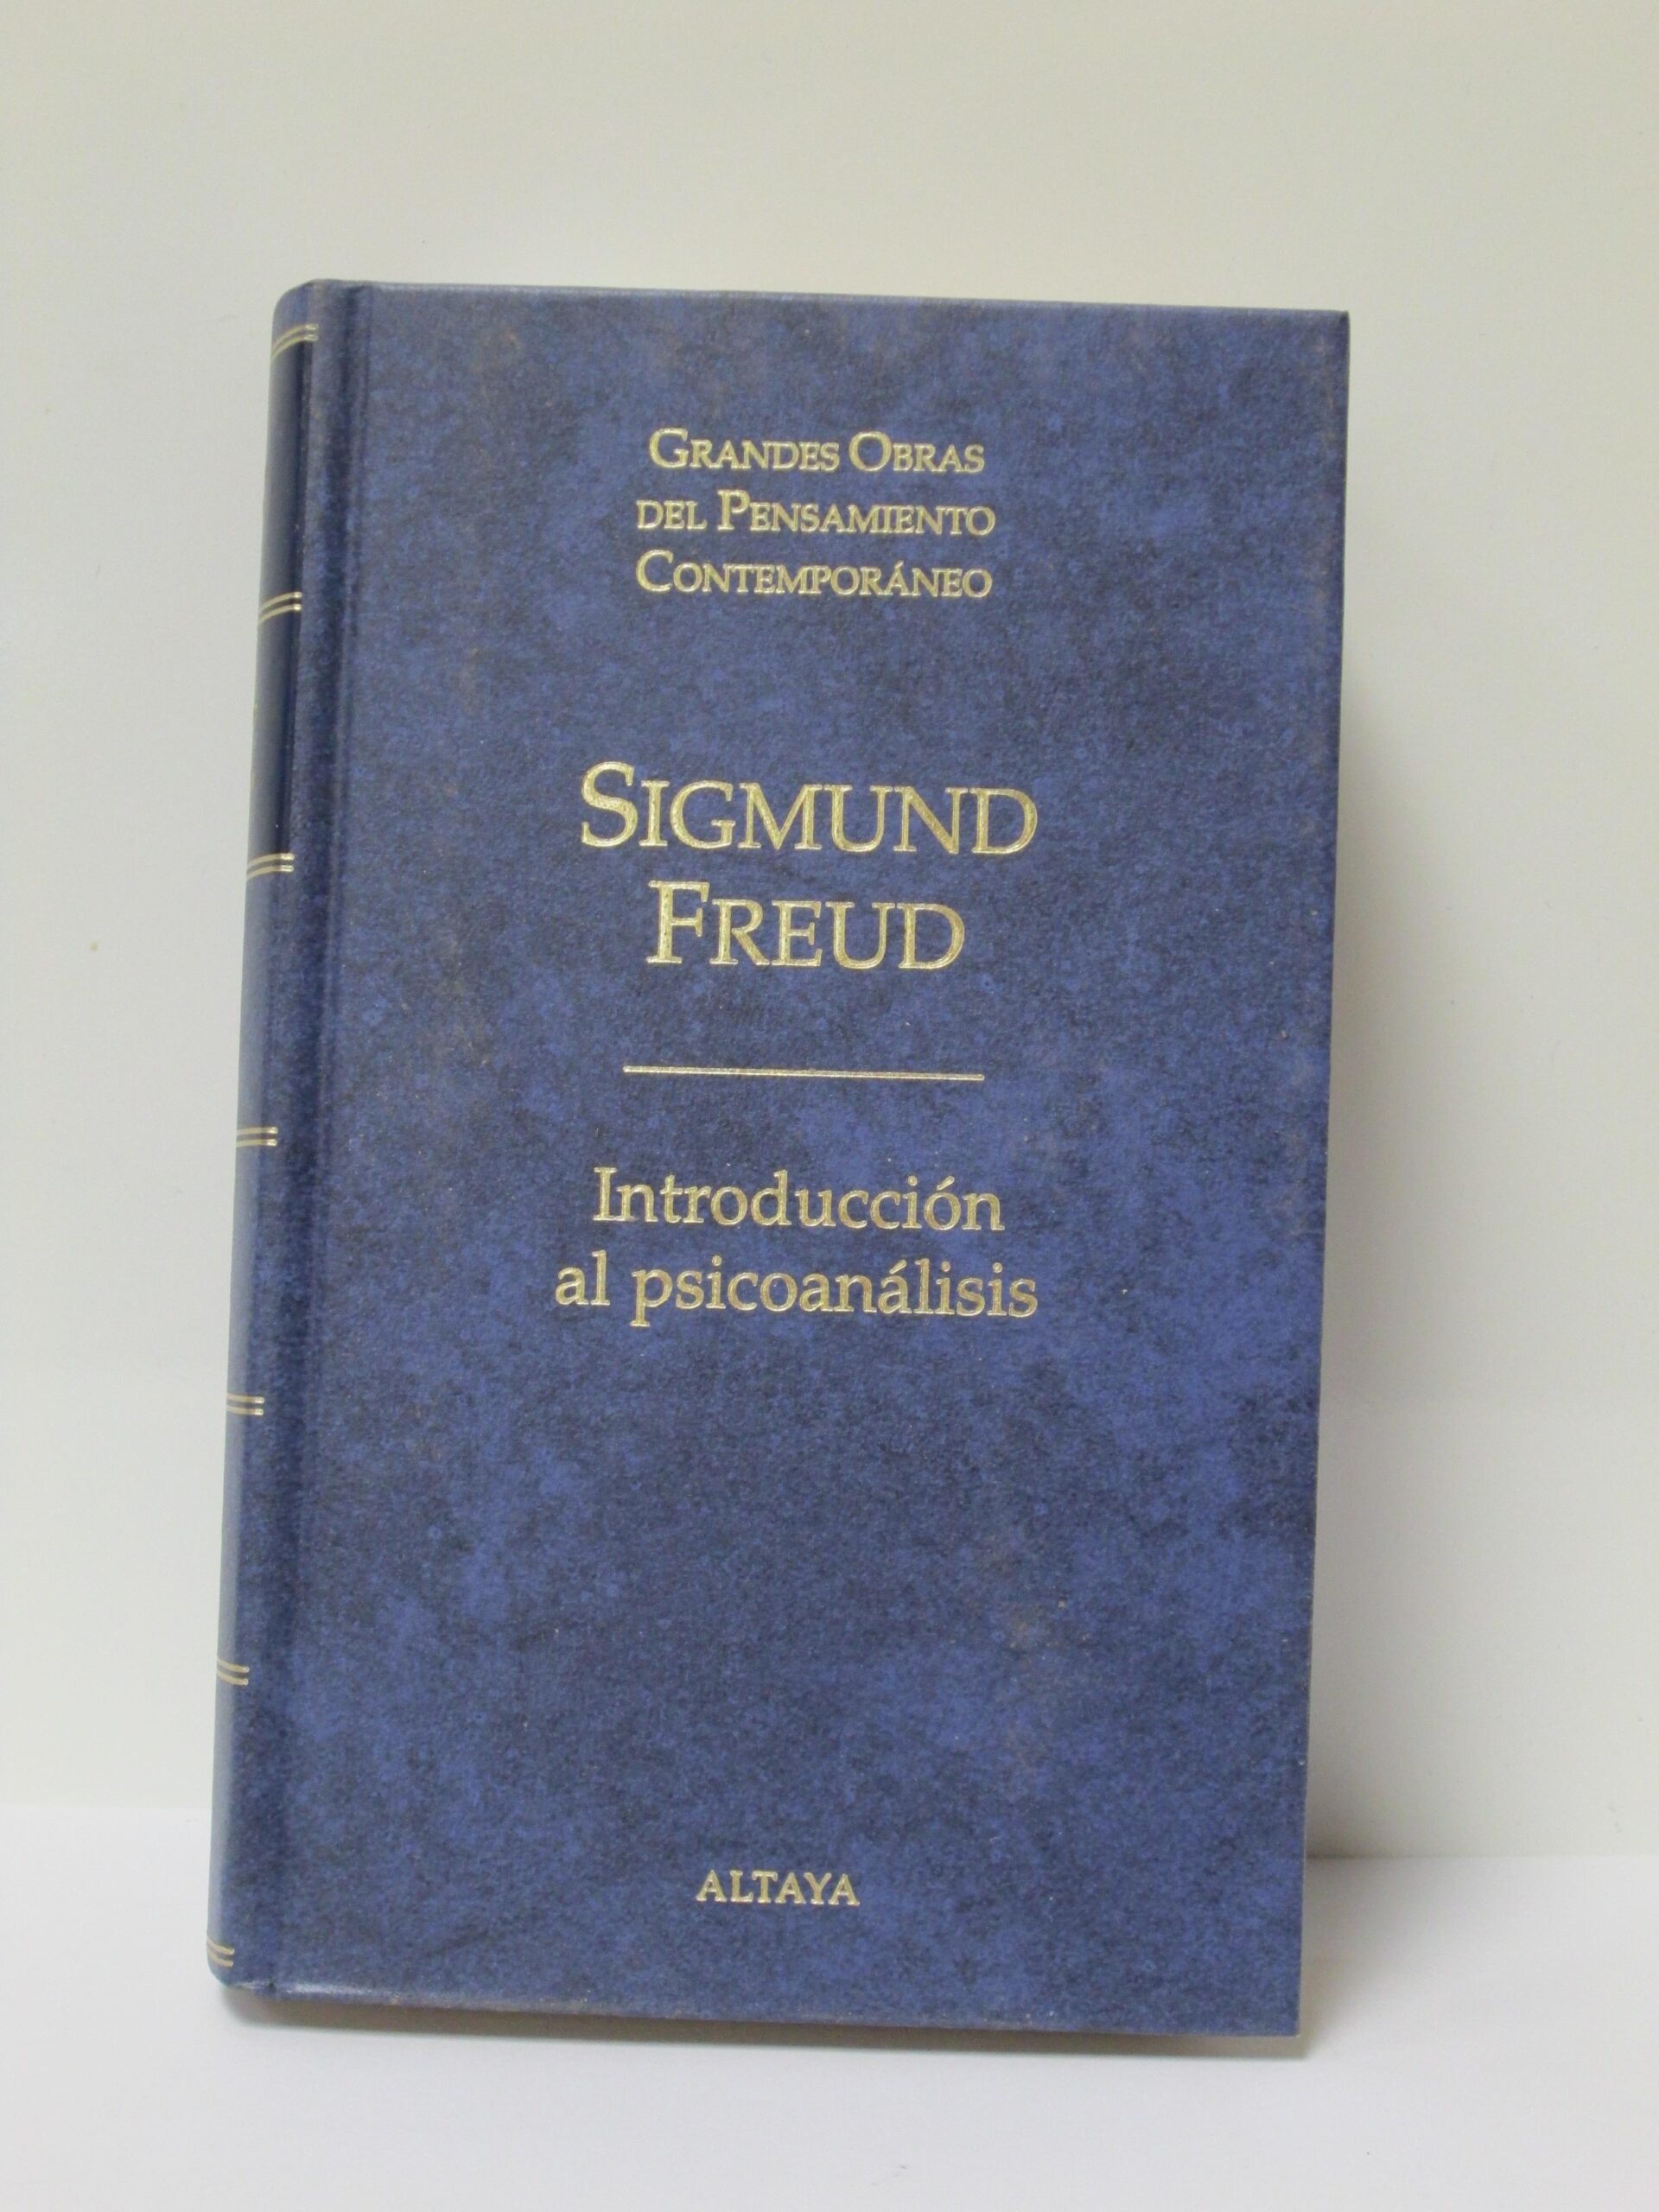 GRANDES OBRAS
DEL PENSAMIENTO
CONTEMPORÁNEO
SIGMUND
FREUD
Introducción
al psicoanálisis
ALTAYA